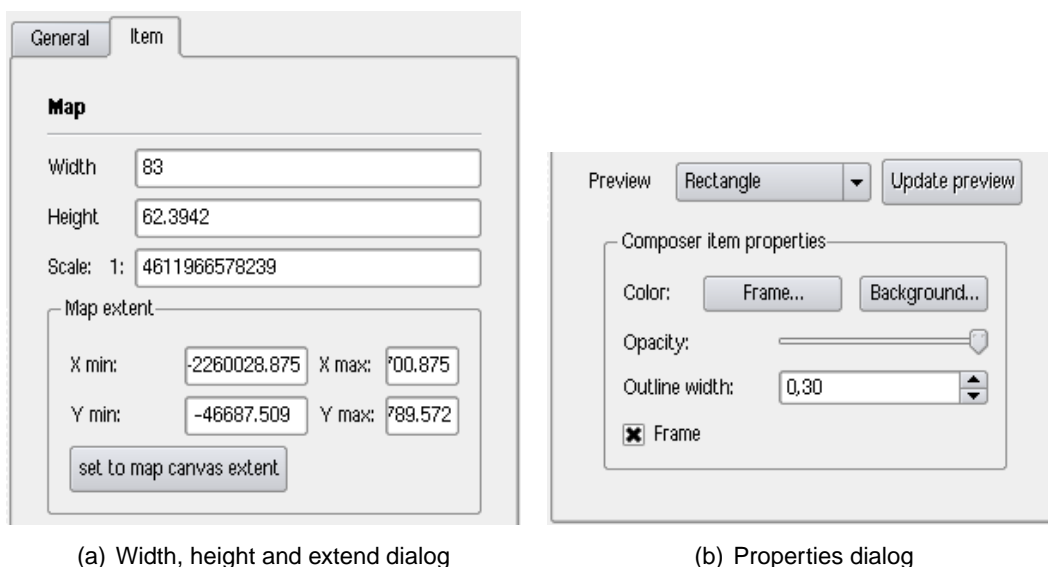 General Item
Map
Width 83
Height 62.3942
Scale: 1: 4611966578239
Map extent
X min: -2260028.875 X max: 700.875
Y min: -46687.509 Y max: 789.572
set to map canvas extent
(a) Width, height and extend dialog
Preview Rectangle Update preview
Composer item properties
Color: Frame... Background...
Opacity:
Outline width: 0,30
Frame
(b) Properties dialog